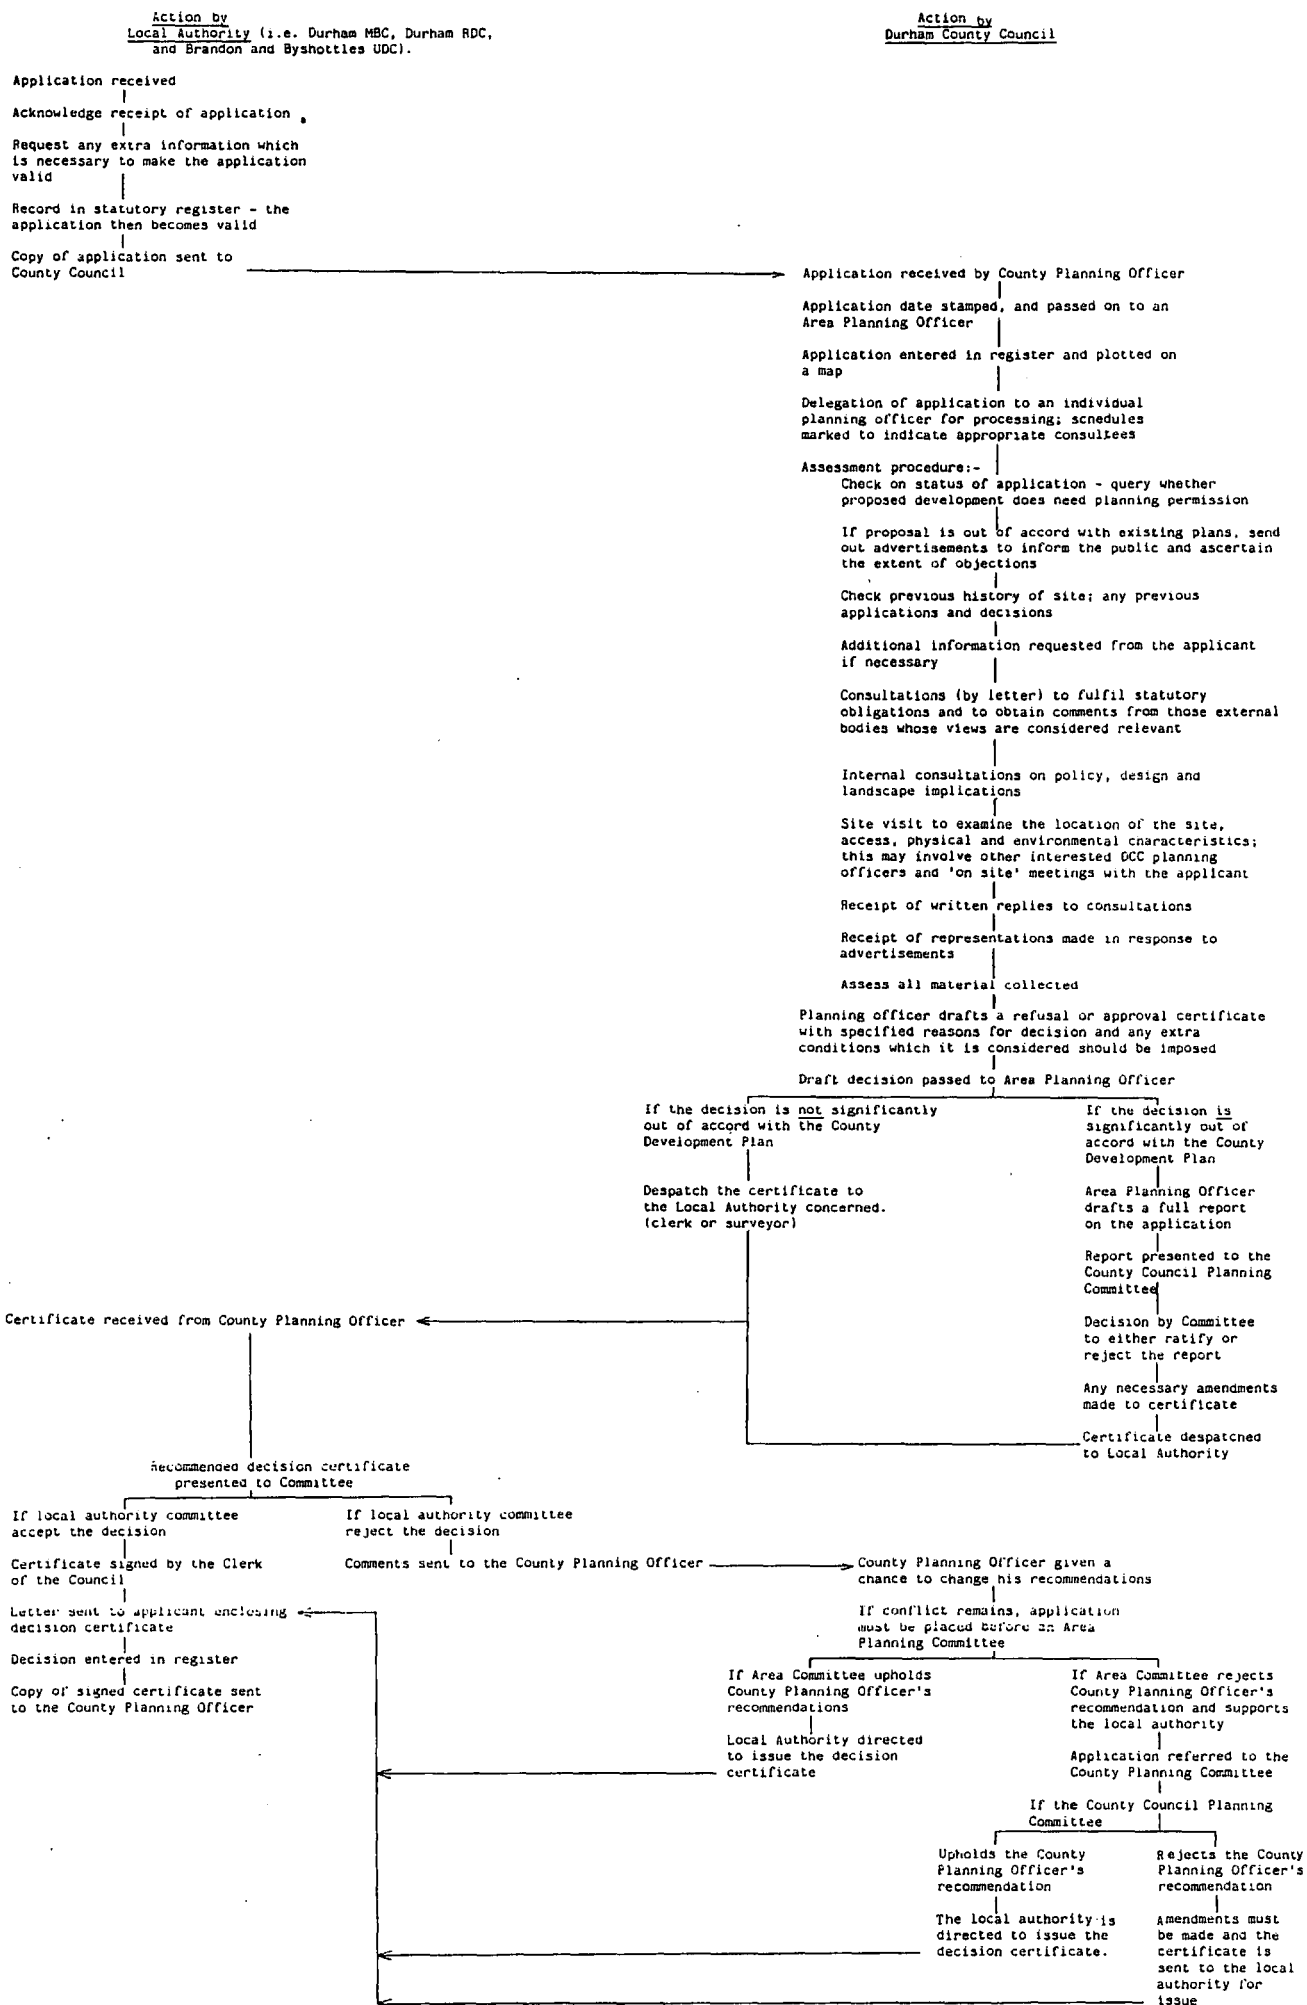 Action by
Local Authority (i.e. Durham MBC, Durham RDC,
and Brandon and Byshottles UDC).
Action by
Durham County Council
Application received
Acknowledge receipt of application
Request any extra information which
is necessary to make the application
valid
Record in statutory register - the
application then becomes valid
Copy of application sent to
County Council
Application received by County Planning Officer
Application date stamped, and passed on to an
Area Planning Officer
Application entered in register and plotted on
a map
Delegation of application to an individual
planning officer for processing; schedules
marked to indicate appropriate consultees
Assessment procedure:-
Check on status of application - query whether
proposed development does need planning permission
If proposal is out of accord with existing plans, send
out advertisements to inform the public and ascertain
the extent of objections
Check previous history of site; any previous
applications and decisions
Additional information requested from the applicant
if necessary
Consultations (by letter) to fulfil statutory
obligations and to obtain comments from those external
bodies whose views are considered relevant
Internal consultations on policy, design and
landscape implications
Site visit to examine the location of the site,
access, physical and environmental characteristics;
this may involve other interested DCC planning
officers and 'on site' meetings with the applicant
Receipt of written replies to consultations
Receipt of representations made in response to
advertisements
Assess all material collected
Planning officer drafts a refusal or approval certificate
with specified reasons for decision and any extra
conditions which it is considered should be imposed
Draft decision passed to Area Planning Officer
If the decision is not significantly
out of accord with the County
Development Plan
Despatch the certificate to
the Local Authority concerned.
(clerk or surveyor)
If the decision is
significantly out of
accord with the County
Development Plan
Area Planning Officer
drafts a full report
on the application
Report presented to the
County Council Planning
Committee
Decision by Committee
to either ratify or
reject the report
Any necessary amendments
made to certificate
Certificate despatched
to Local Authority
Certificate received from County Planning Officer
Recommended decision certificate
presented to Committee
If local authority committee
accept the decision
Certificate signed by the Clerk
of the Council
Letter sent to applicant enclosing
decision certificate
Decision entered in register
Copy of signed certificate sent
to the County Planning Officer
If local authority committee
reject the decision
Comments sent to the County Planning Officer
County Planning Officer given a
chance to change his recommendations
If conflict remains, application
must be placed before an Area
Planning Committee
If Area Committee upholds
County Planning Officer's
recommendations
Local Authority directed
to issue the decision
certificate
If Area Committee rejects
County Planning Officer's
recommendation and supports
the local authority
Application referred to the
County Planning Committee
If the County Council Planning
Committee
Upholds the County
Planning Officer's
recommendation
The local authority is
directed to issue the
decision certificate.
Rejects the County
Planning Officer's
recommendation
Amendments must
be made and the
certificate is
sent to the local
authority for
issue